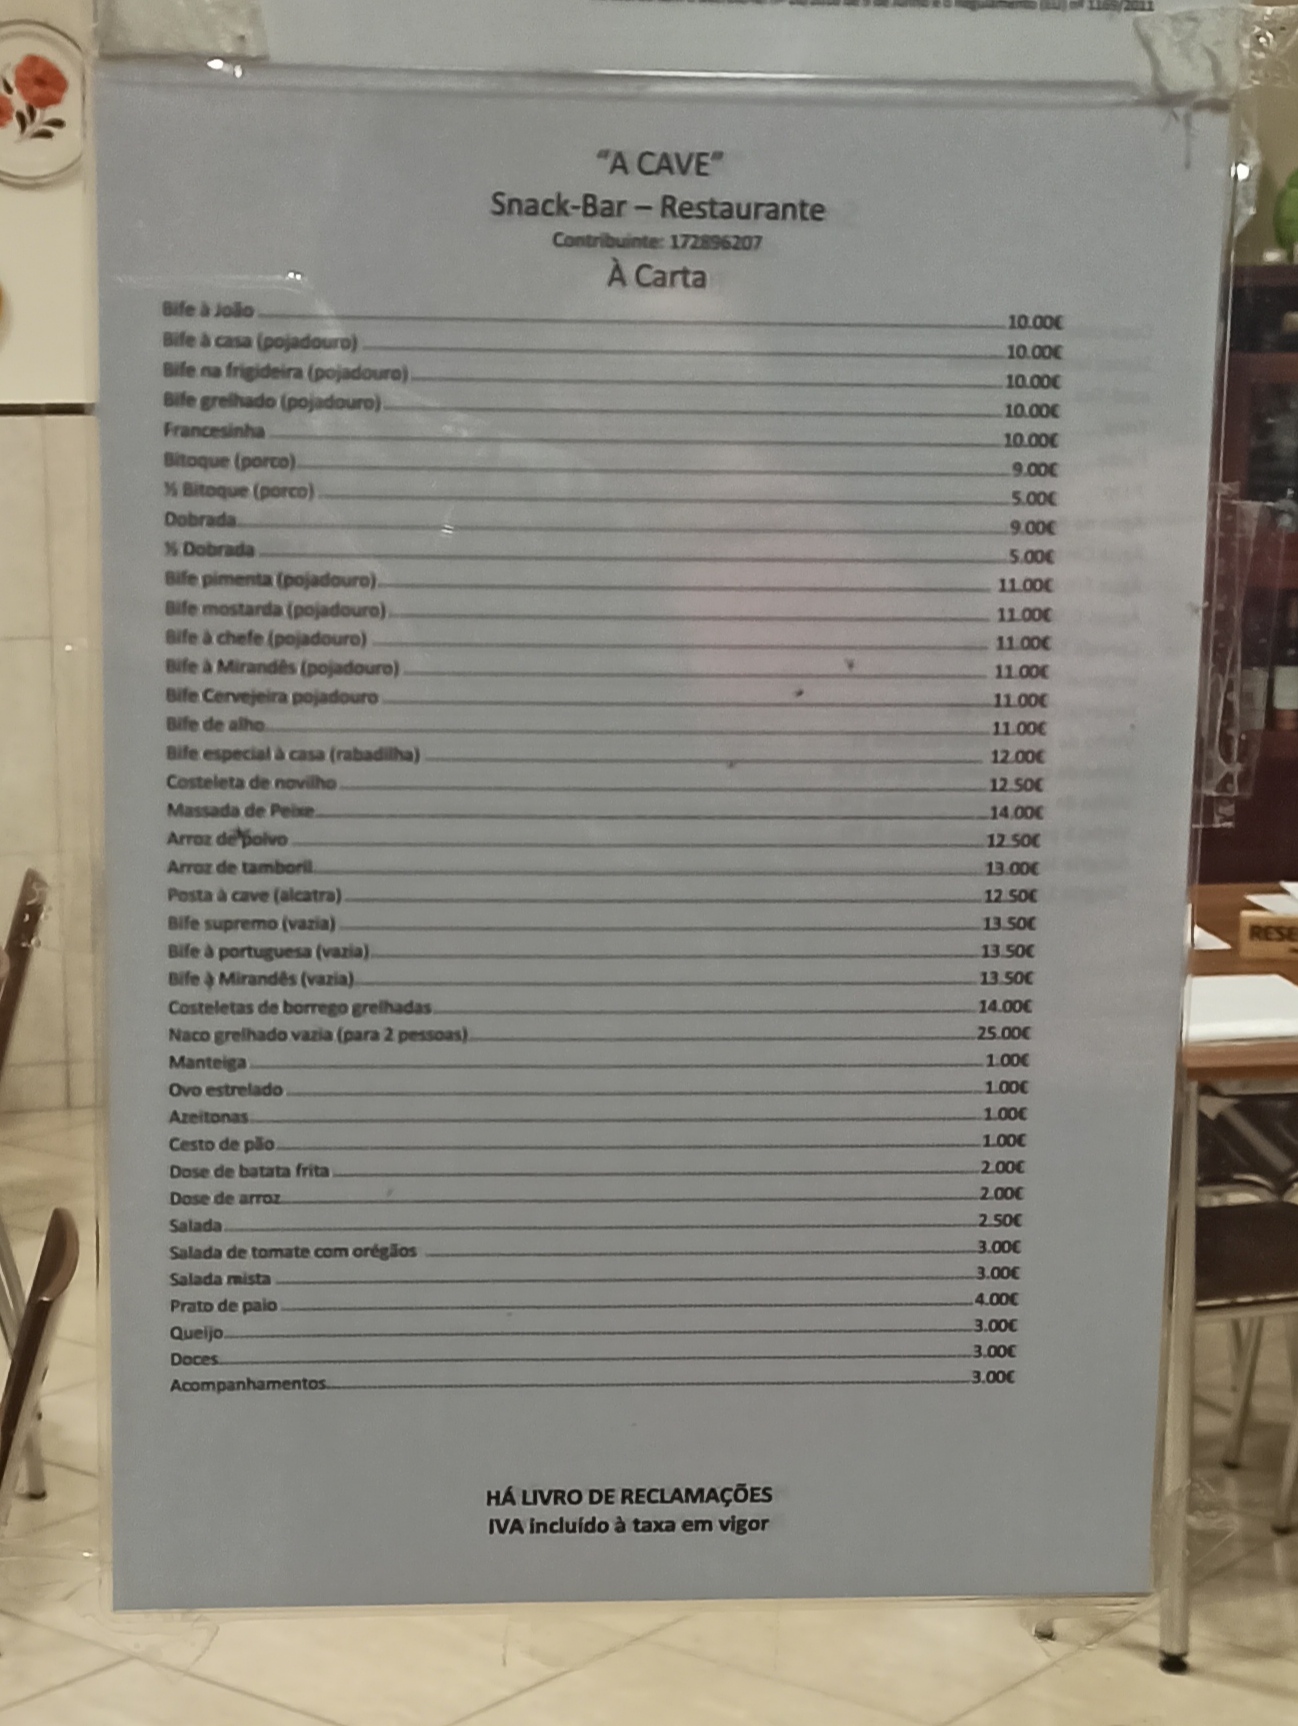 "A CAVE"
Snack-Bar – Restaurante
Contribuinte: 172896207
À Carta
Bife à João 10.00€
Bife à casa (pojadouro) 10.00€
Bife na frigideira (pojadouro) 10.00€
Bife grelhado (pojadouro) 10.00€
Francesinha 10.00€
Bitoque (porco) 9.00€
½ Bitoque (porco) 5.00€
Dobrada 9.00€
½ Dobrada 5.00€
Bife pimenta (pojadouro) 11.00€
Bife mostarda (pojadouro) 11.00€
Bife à chefe (pojadouro) 11.00€
Bife à Mirandês (pojadouro) 11.00€
Bife Cervejeira pojadouro 11.00€
Bife de alho 11.00€
Bife especial à casa (rabadilha) 12.00€
Costeleta de novilho 12.50€
Massada de Peixe 14.00€
Arroz de polvo 12.50€
Arroz de tamboril 13.00€
Posta à cave (alcatra) 12.50€
Bife supremo (vazia) 13.50€
Bife à portuguesa (vazia) 13.50€
Bife à Mirandês (vazia) 13.50€
Costeletas de borrego grelhadas 14.00€
Naco grelhado vazia (para 2 pessoas) 25.00€
Manteiga 1.00€
Ovo estrelado 1.00€
Azeitonas 1.00€
Cesto de pão 1.00€
Dose de batata frita 2.00€
Dose de arroz 2.00€
Salada 2.50€
Salada de tomate com orégãos 3.00€
Salada mista 3.00€
Prato de paio 4.00€
Queijo 3.00€
Doces 3.00€
Acompanhamentos 3.00€
HÁ LIVRO DE RECLAMAÇÕES
IVA incluído à taxa em vigor
RESE